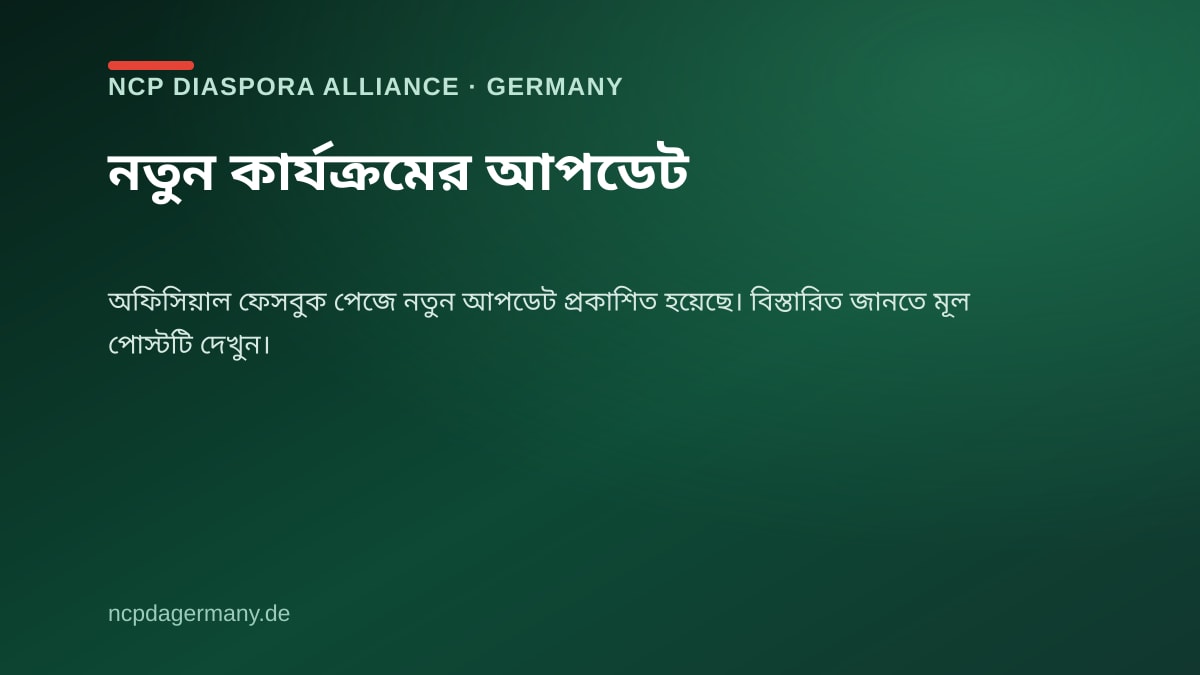 NCP DIASPORA ALLIANCE · GERMANY
নতুন কার্যক্রমের আপডেট
অফিসিয়াল ফেসবুক পেজে নতুন আপডেট প্রকাশিত হয়েছে। বিস্তারিত জানতে মূল
পোস্টটি দেখুন।
ncpdagermany.de